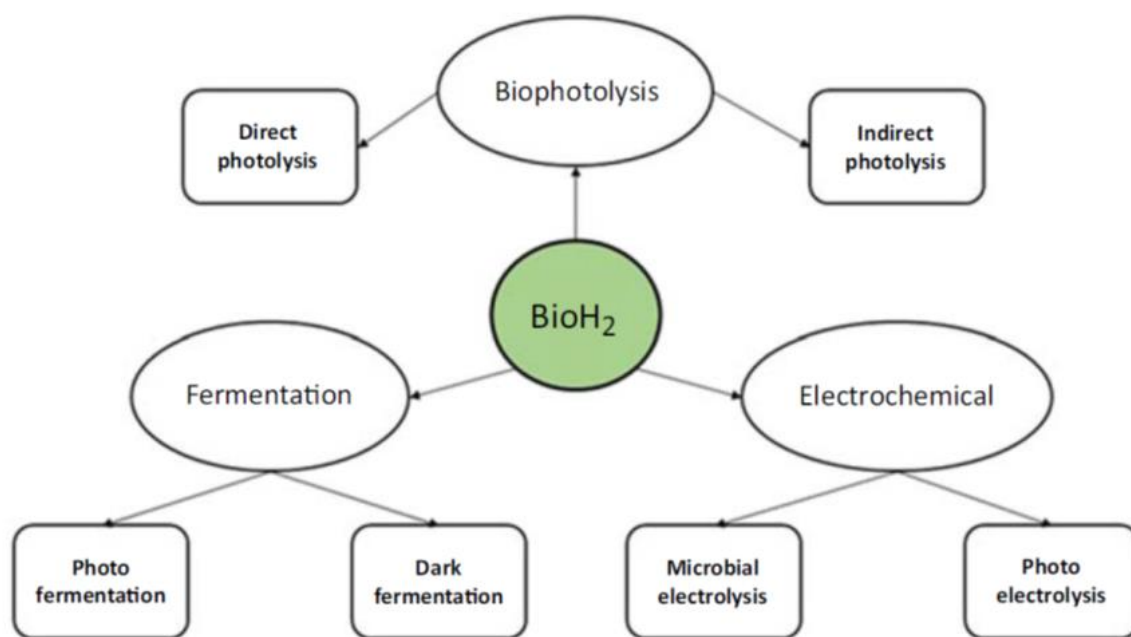 Biophotolysis
Direct
photolysis
Indirect
photolysis
BioH₂
Fermentation
Electrochemical
Photo
fermentation
Dark
fermentation
Microbial
electrolysis
Photo
electrolysis